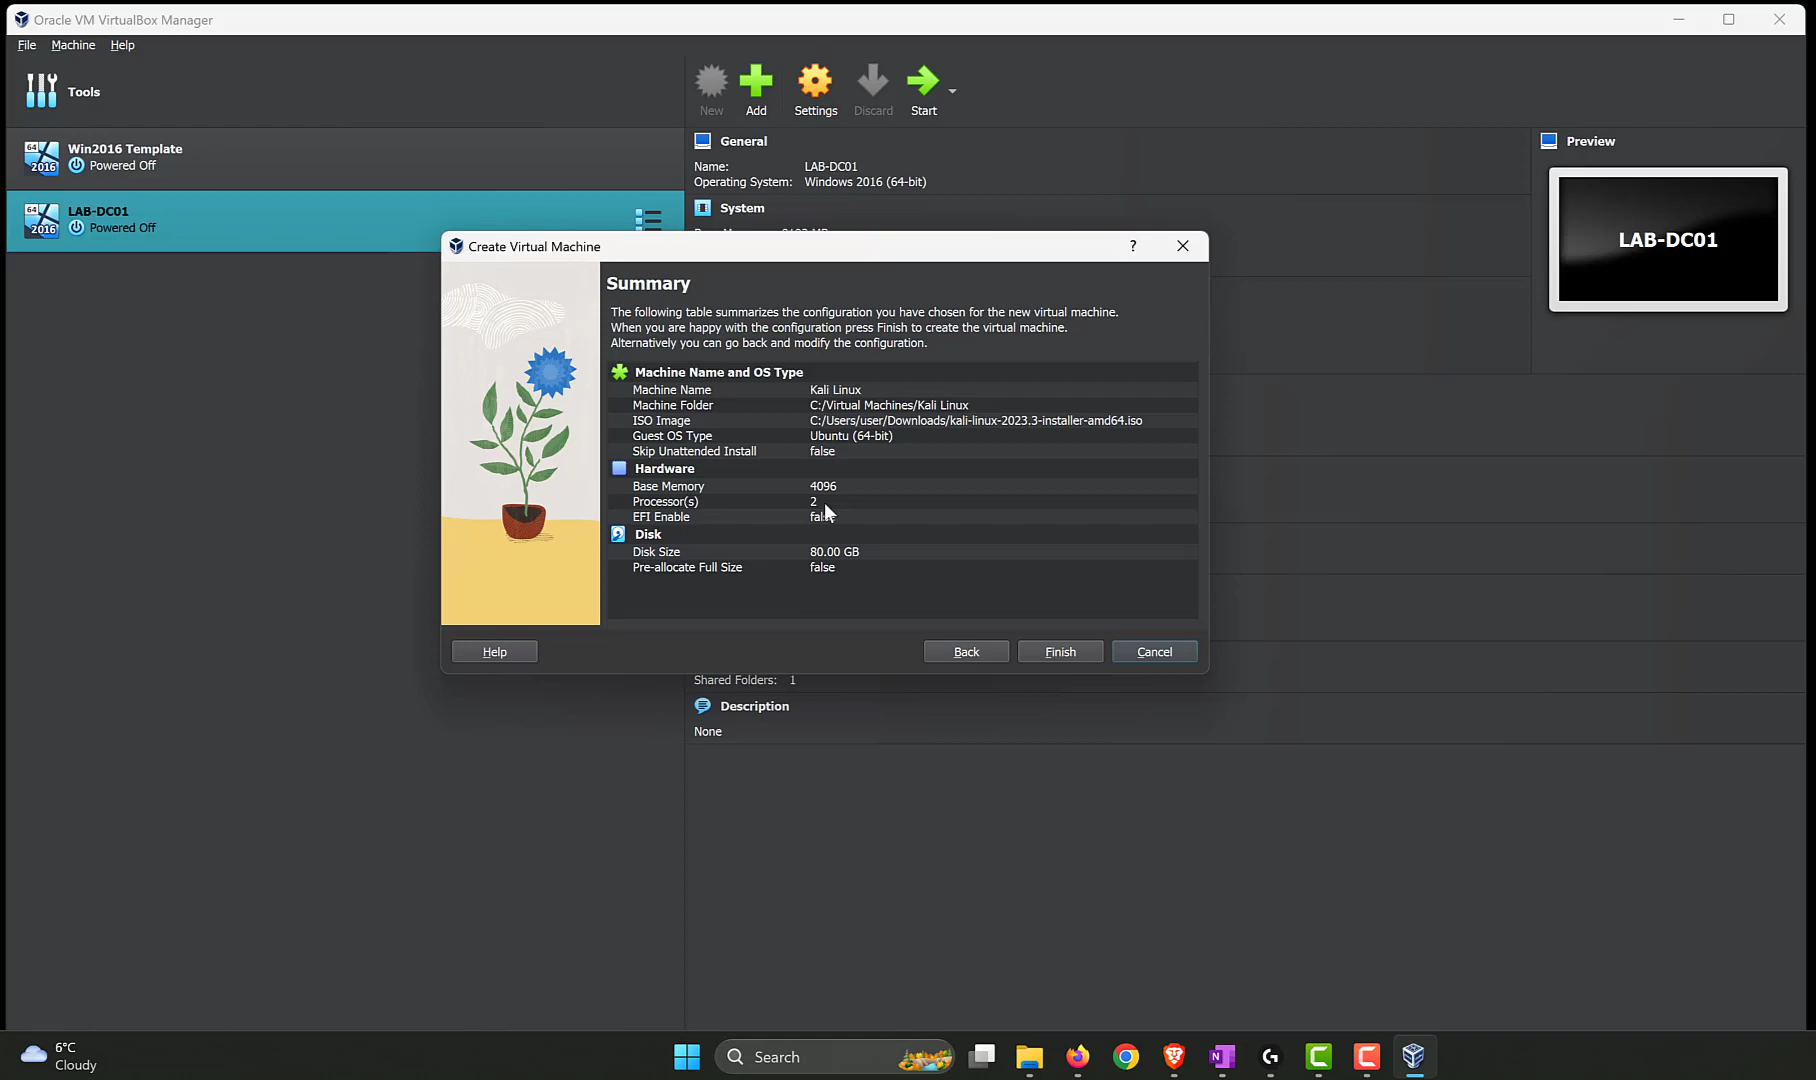 Oracle VM VirtualBox Manager
File Machine Help
Tools
New Add Settings Discard Start
64 2016 Win2016 Template
Powered Off
64 2016 LAB-DC01
Powered Off
General
Name: LAB-DC01
Operating System: Windows 2016 (64-bit)
System
Preview
LAB-DC01
Create Virtual Machine
?
Summary
The following table summarizes the configuration you have chosen for the new virtual machine.
When you are happy with the configuration press Finish to create the virtual machine.
Alternatively you can go back and modify the configuration.
Machine Name and OS Type
Machine Name Kali Linux
Machine Folder C:/Virtual Machines/Kali Linux
ISO Image C:/Users/user/Downloads/kali-linux-2023.3-installer-amd64.iso
Guest OS Type Ubuntu (64-bit)
Skip Unattended Install false
Hardware
Base Memory 4096
Processor(s) 2
EFI Enable false
Disk
Disk Size 80.00 GB
Pre-allocate Full Size false
Help Back Finish Cancel
Shared Folders: 1
Description
None
6°C
Cloudy
Search